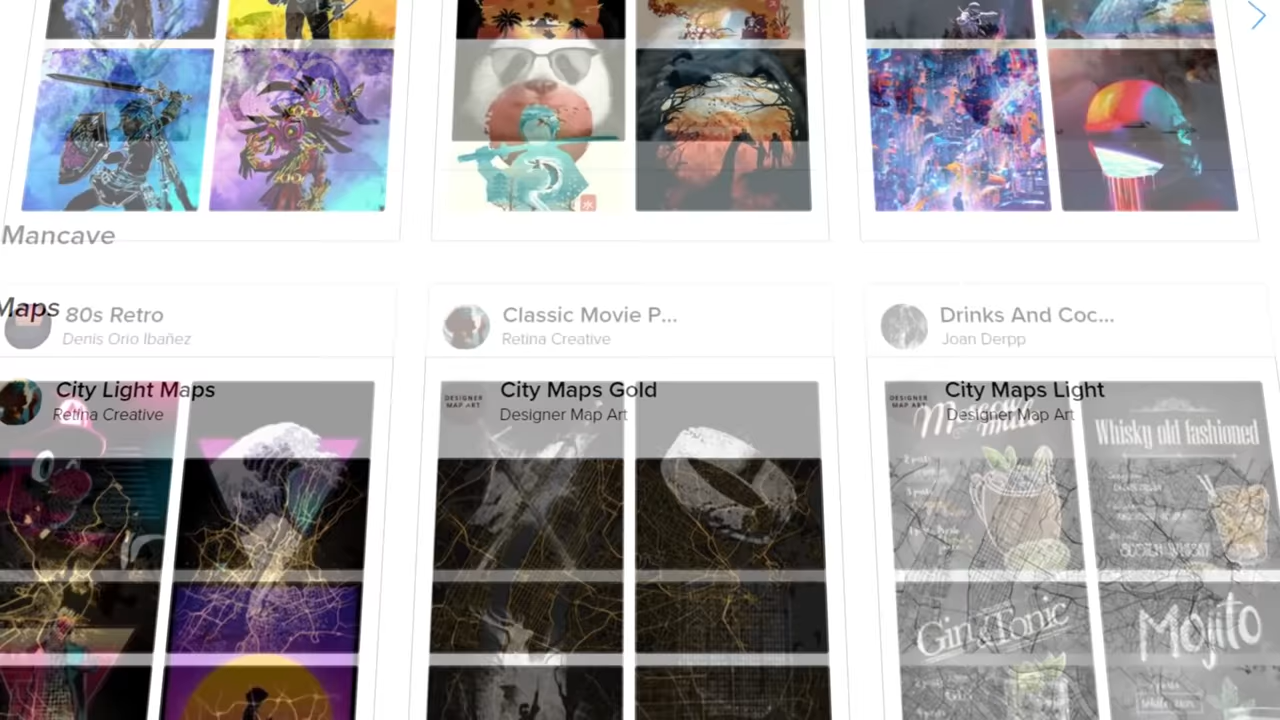 水
Mancave
Maps
80s Retro
Denis Orio Ibañez
Classic Movie P...
Retina Creative
Drinks And Coc...
Joan Derpp
City Light Maps
Retina Creative
DESIGNER
MAP ART
City Maps Gold
Designer Map Art
DESIGNER
MAP ART
City Maps Light
Designer Map Art
Whisky old fashioned
Gin & Tonic
Mojito